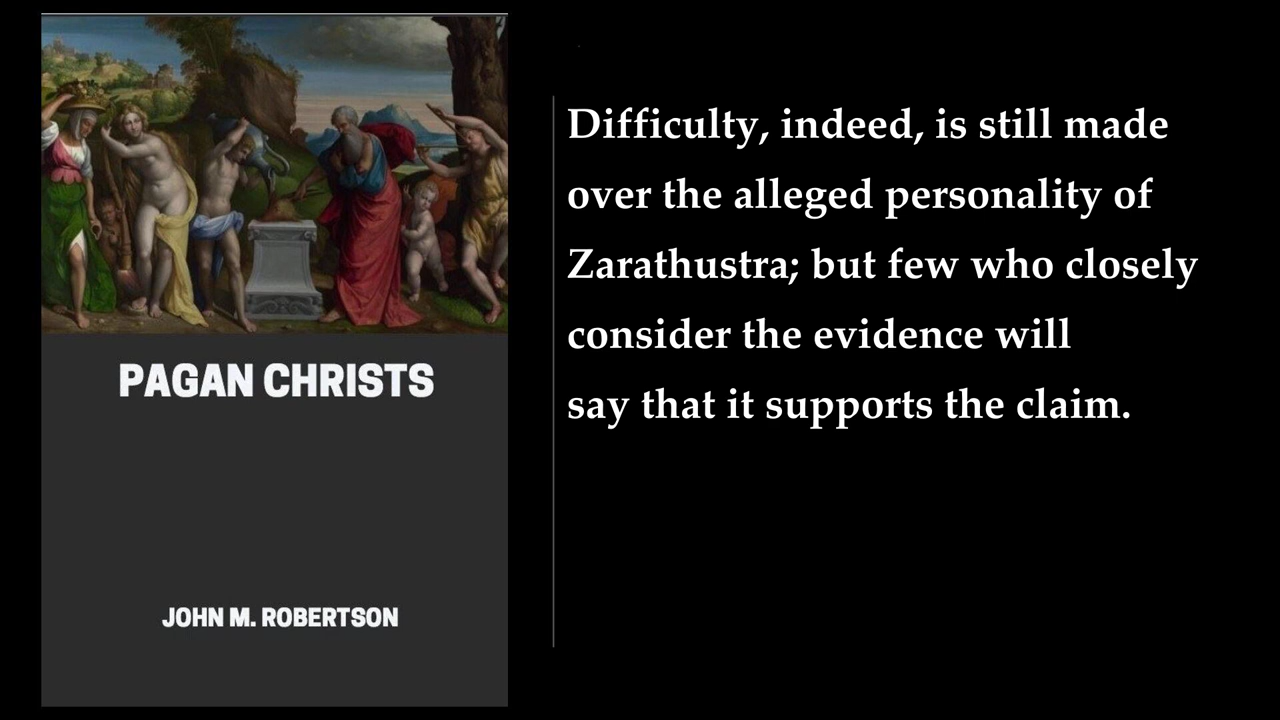 PAGAN CHRISTS
JOHN M. ROBERTSON
Difficulty, indeed, is still made
over the alleged personality of
Zarathustra; but few who closely
consider the evidence will
say that it supports the claim.